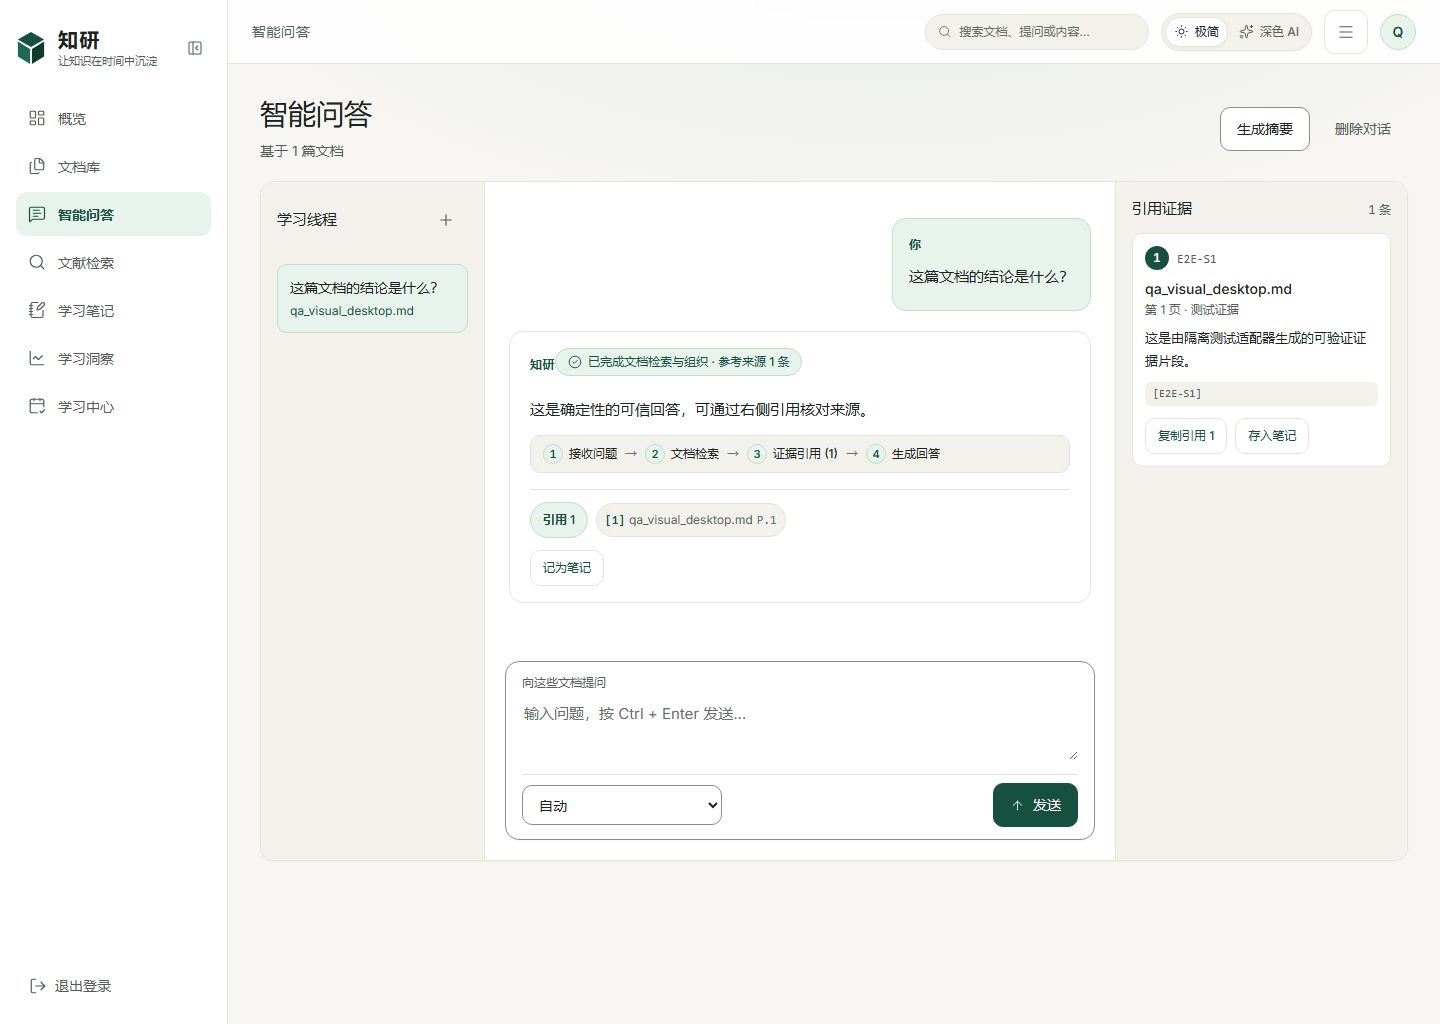 知研
让知识在时间中沉淀
概览
文档库
智能问答
文献检索
学习笔记
学习洞察
学习中心
退出登录
智能问答
搜索文档、提问或内容...
极简
深色 AI
Q
智能问答
基于 1 篇文档
生成摘要
删除对话
学习线程
这篇文档的结论是什么？
qa_visual_desktop.md
你
这篇文档的结论是什么？
知研
已完成文档检索与组织 · 参考来源 1 条
这是确定性的可信回答，可通过右侧引用核对来源。
1 接收问题 → 2 文档检索 → 3 证据引用 (1) → 4 生成回答
引用 1
[1] qa_visual_desktop.md P.1
记为笔记
向这些文档提问
输入问题，按 Ctrl + Enter 发送...
自动
发送
引用证据
1 条
1 E2E-S1
qa_visual_desktop.md
第 1 页 · 测试证据
这是由隔离测试适配器生成的可验证证
据片段。
[E2E-S1]
复制引用 1
存入笔记